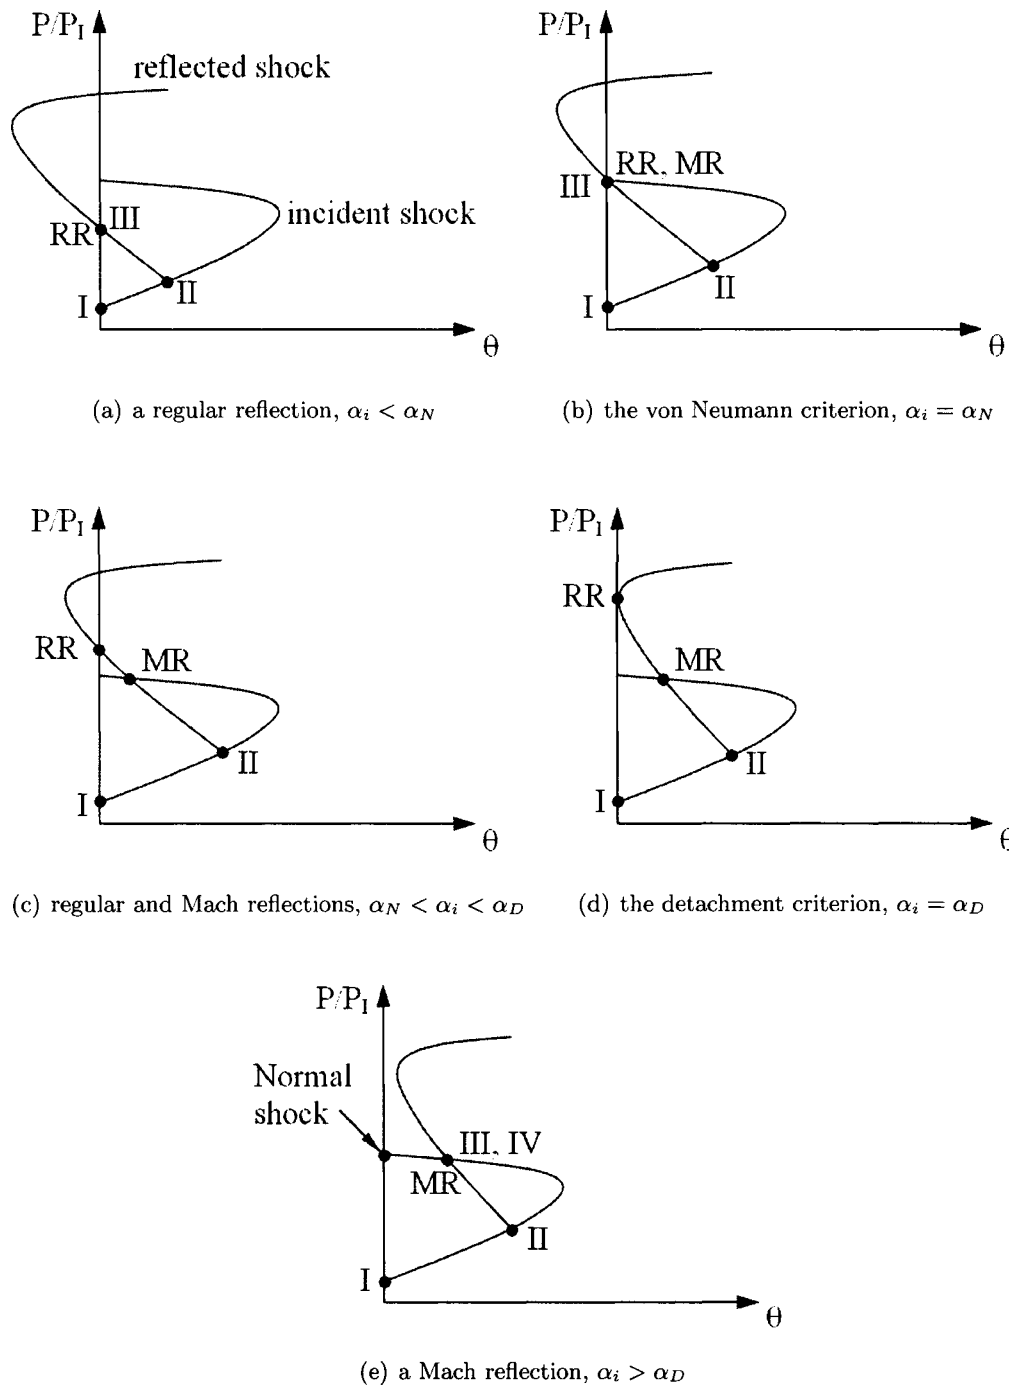 P/P_I
reflected shock
incident shock
III
RR
II
I
θ
(a) a regular reflection, α_i < α_N
P/P_I
RR, MR
III
II
I
θ
(b) the von Neumann criterion, α_i = α_N
P/P_I
RR
MR
II
I
θ
(c) regular and Mach reflections, α_N < α_i < α_D
P/P_I
RR
MR
II
I
θ
(d) the detachment criterion, α_i = α_D
P/P_I
Normal
shock
III, IV
MR
II
I
θ
(e) a Mach reflection, α_i > α_D